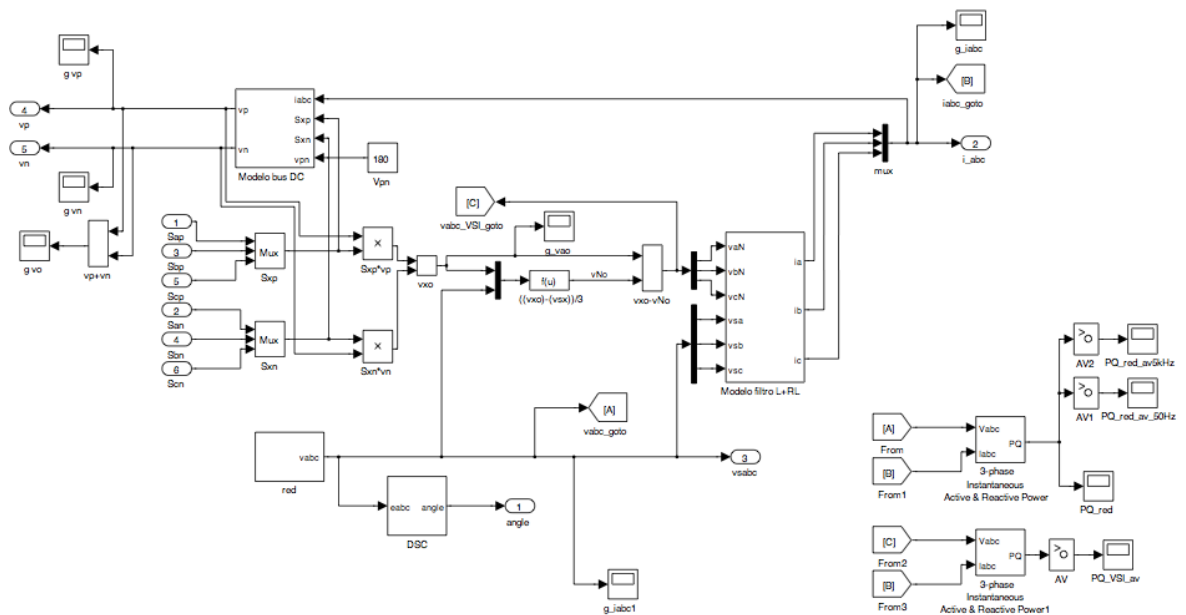 g vp
4
vp
5
vn
g vn
g vo
vp+vn
vp
vn
iabc
Sxp
Sxn
vpn
Modelo bus DC
180
Vpn
1
Sap
3
Sbp
5
Scp
2
San
4
Sbn
6
Scn
Mux
Sxp
Mux
Sxn
×
Sxp*vp
×
Sxn*vn
vxo
[C]
vabc_VSI_goto
g_vao
f(u)
((vxo)-(vsx))/3
vNo
vxo-vNo
vaN
vbN
vcN
vsa
vsb
vsc
ia
ib
ic
Modelo filtro L+RL
mux
g_iabc
[B]
iabc_goto
2
i_abc
vabc
red
eabc
angle
DSC
1
angle
[A]
vabc_goto
3
vsabc
g_iabc1
[A]
From
[B]
From1
Vabc
Iabc
PQ
3-phase
Instantaneous
Active & Reactive Power
AV2
PQ_red_av5kHz
AV1
PQ_red_av_50Hz
PQ_red
[C]
From2
[B]
From3
Vabc
Iabc
PQ
3-phase
Instantaneous
Active & Reactive Power1
AV
PQ_VSI_av